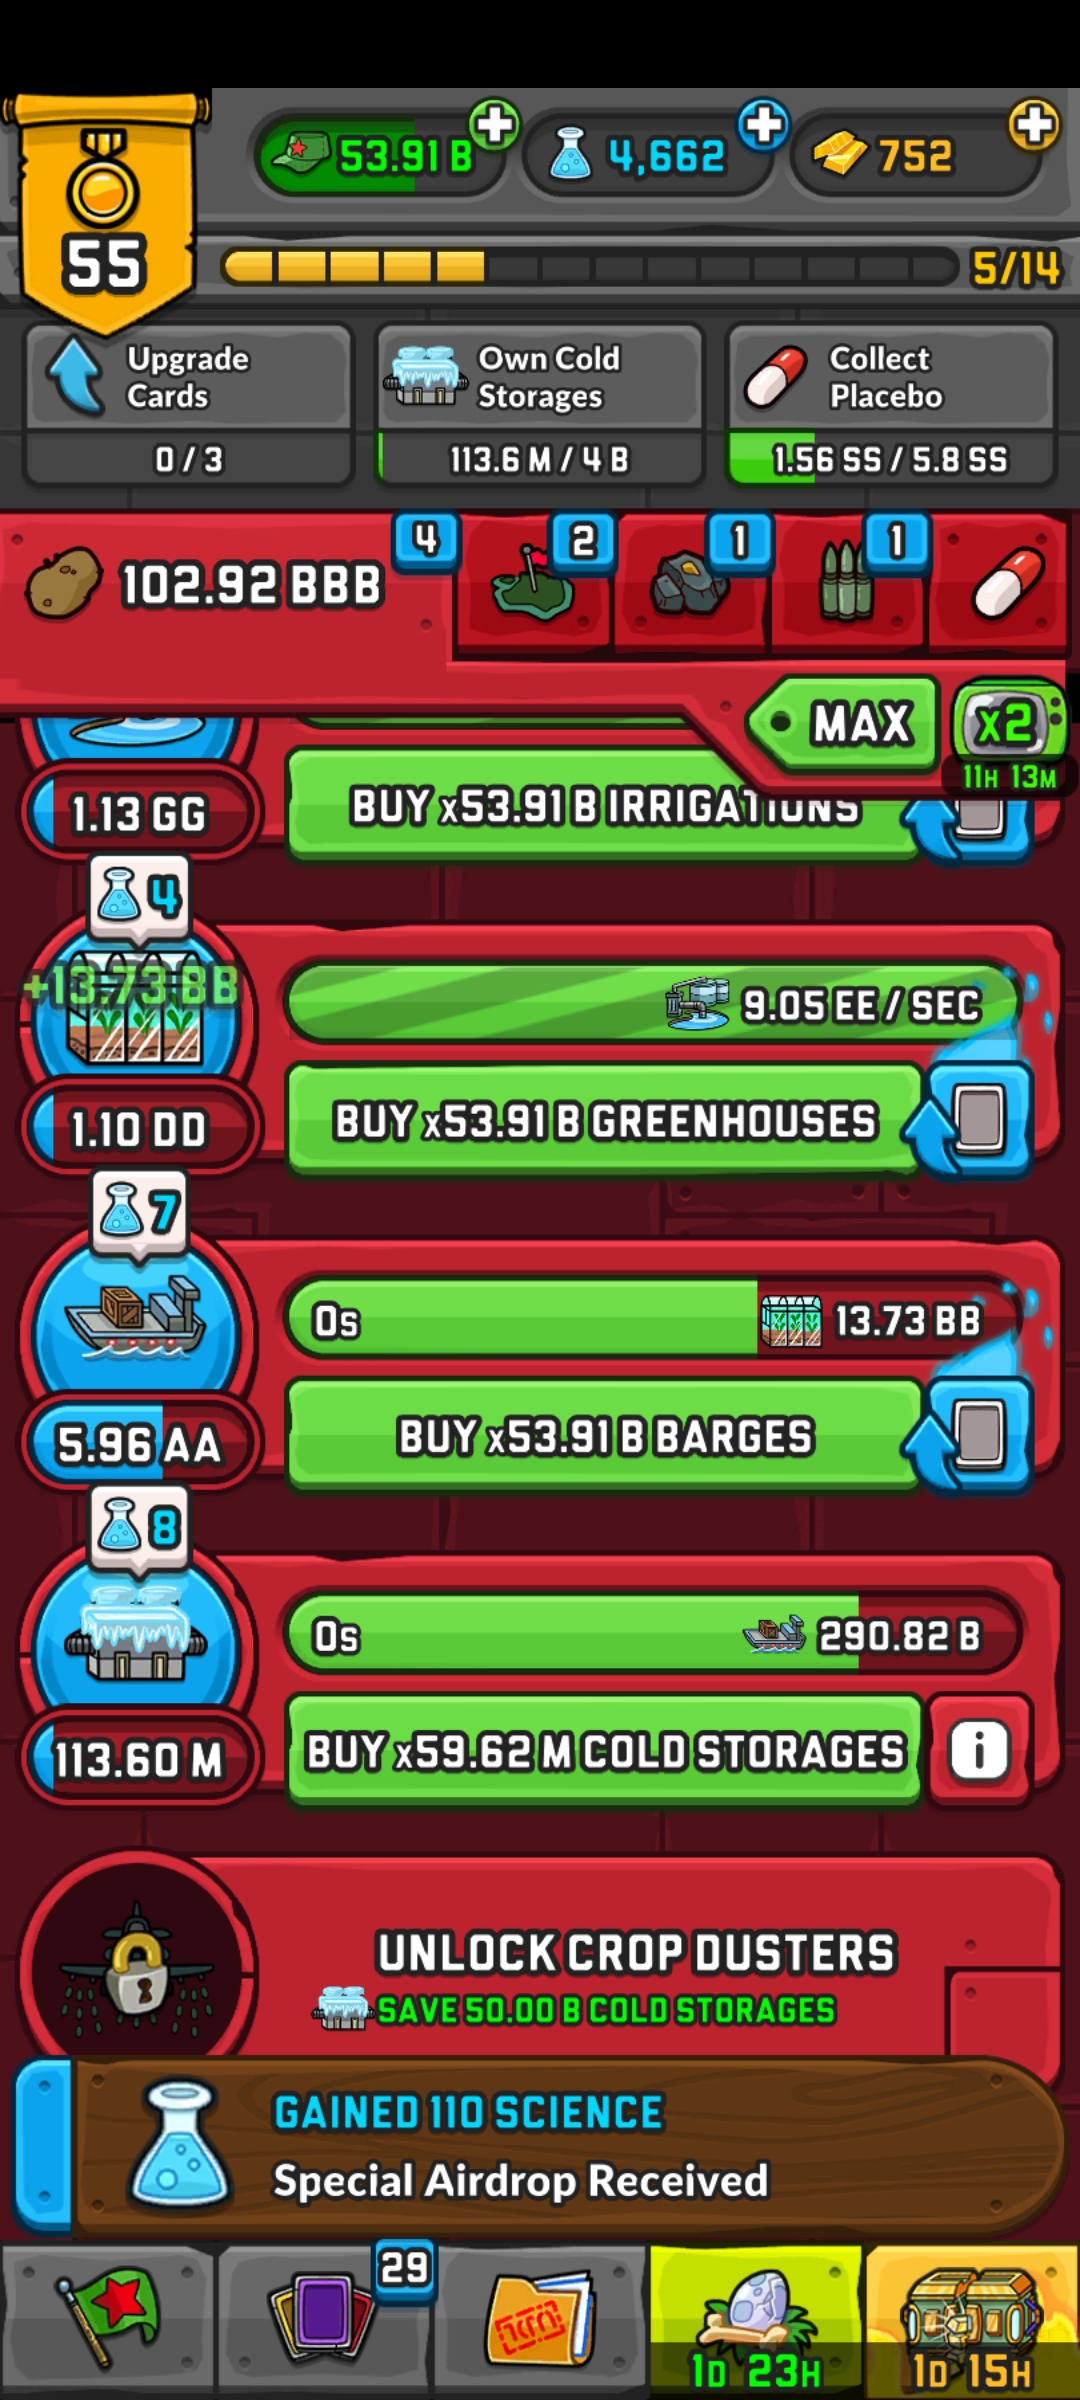 53.91 B
4,662
752
55
5/14
Upgrade
Cards
0 / 3
Own Cold
Storages
113.6 M / 4 B
Collect
Placebo
1.56 SS / 5.8 SS
102.92 BBB
4
2
1
1
MAX
x2
11H 13M
1.13 GG
BUY x53.91 B IRRIGATIONS
4
+13.73 BB
9.05 EE / SEC
1.10 DD
BUY x53.91 B GREENHOUSES
7
0s
13.73 BB
5.96 AA
BUY x53.91 B BARGES
8
0s
290.82 B
113.60 M
BUY x59.62 M COLD STORAGES
i
UNLOCK CROP DUSTERS
SAVE 50.00 B COLD STORAGES
GAINED 110 SCIENCE
Special Airdrop Received
29
1D 23H
1D 15H